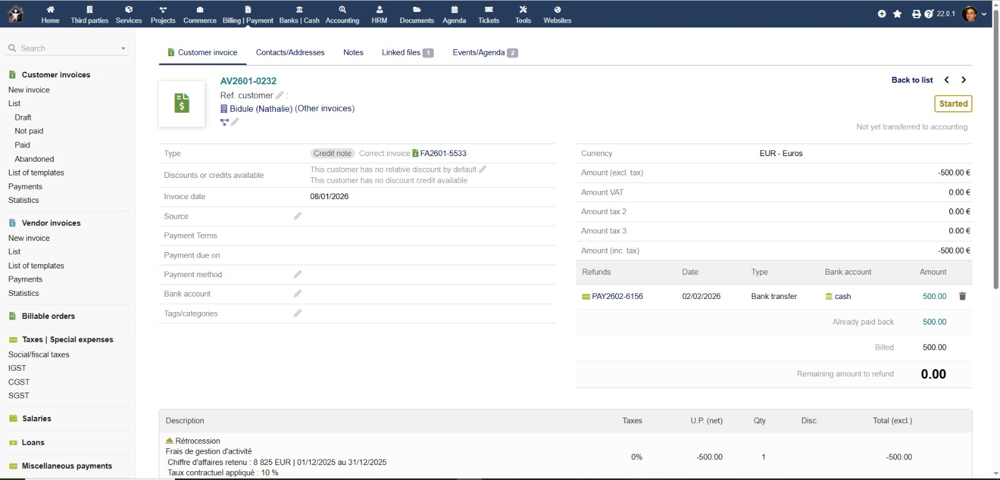 Home
Third parties
Services
Projects
Commerce
Billing | Payment
Banks | Cash
Accounting
HRM
Documents
Agenda
Tickets
Tools
Websites
22.0.1
Search
Customer invoices
New invoice
List
Draft
Not paid
Paid
Abandoned
List of templates
Payments
Statistics
Vendor invoices
New invoice
List
List of templates
Payments
Statistics
Billable orders
Taxes | Special expenses
Social/fiscal taxes
IGST
CGST
SGST
Salaries
Loans
Miscellaneous payments
Customer invoice
Contacts/Addresses
Notes
Linked files 1
Events/Agenda 2
AV2601-0232
Ref. customer :
Bidule (Nathalie) (Other invoices)
Back to list
Started
Not yet transferred to accounting
Type Credit note Correct invoice FA2601-5533
Discounts or credits available
This customer has no relative discount by default
This customer has no discount credit available
Invoice date 08/01/2026
Source
Payment Terms
Payment due on
Payment method
Bank account
Tags/categories
Currency EUR - Euros
Amount (excl. tax) -500.00 €
Amount VAT 0.00 €
Amount tax 2 0.00 €
Amount tax 3 0.00 €
Amount (inc. tax) -500.00 €
Refunds Date Type Bank account Amount
PAY2602-6156 02/02/2026 Bank transfer cash 500.00
Already paid back 500.00
Billed 500.00
Remaining amount to refund 0.00
Description Taxes U.P. (net) Qty Disc. Total (excl.)
Rétrocession
Frais de gestion d'activité
0% -500.00 1 -500.00
Chiffre d'affaires retenu : 8 825 EUR | 01/12/2025 au 31/12/2025
Taux contractuel appliqué : 10 %